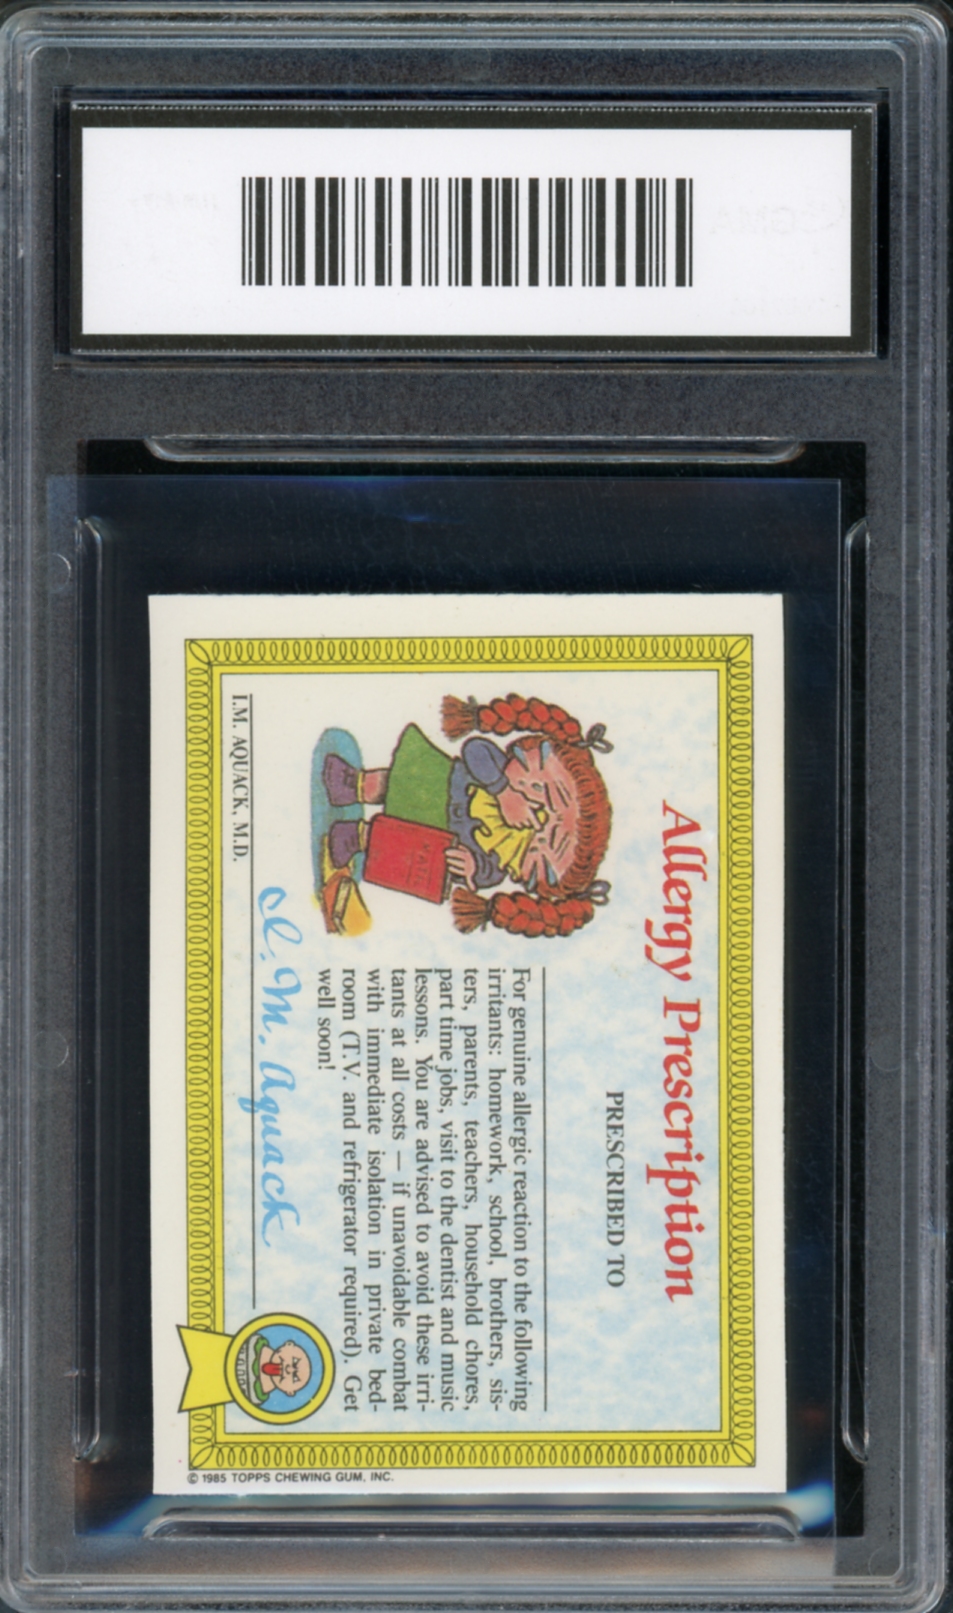 Allergy Prescription
PRESCRIBED TO
For genuine allergic reaction to the following
irritants: homework, school, brothers, sis-
ters, parents, teachers, household chores,
part time jobs, visit to the dentist and music
lessons. You are advised to avoid these irri-
tants at all costs — if unavoidable combat
with immediate isolation in private bed-
room (T.V. and refrigerator required). Get
well soon!
I. M. Aquack
I.M. AQUACK, M.D.
© 1985 TOPPS CHEWING GUM, INC.